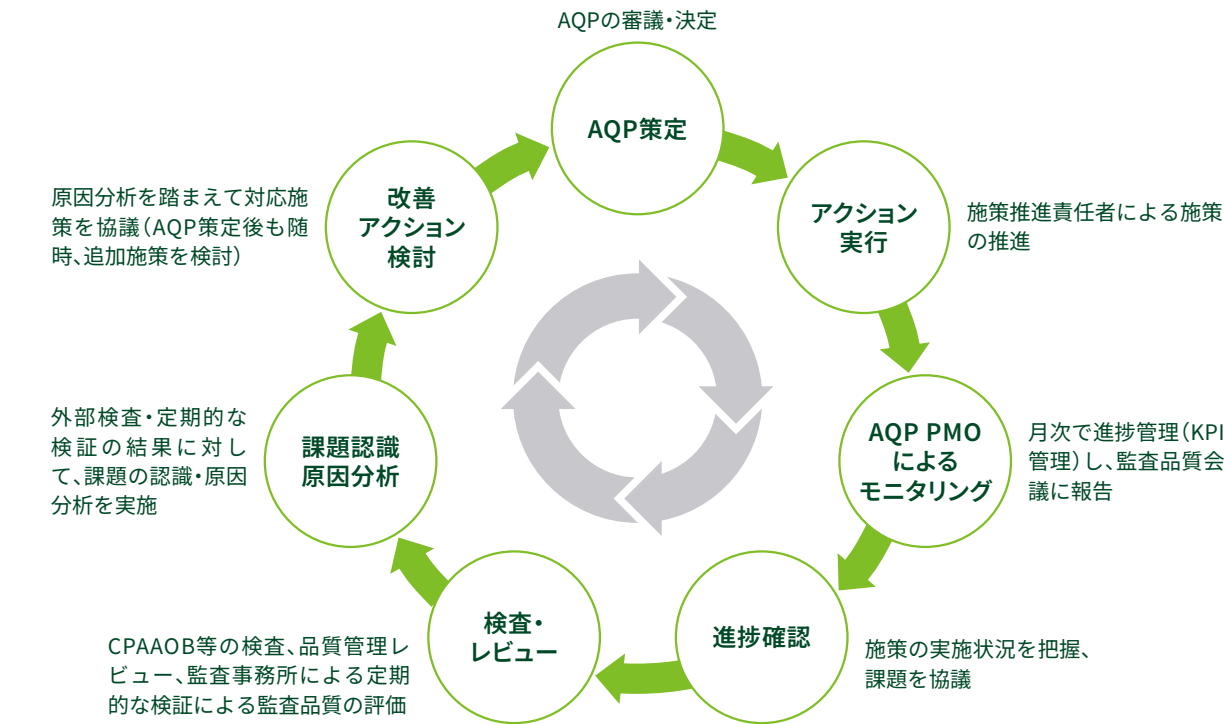 AQPの審議・決定
AQP策定
アクション
実行
施策推進責任者による施策
の推進
AQP PMO
による
モニタリング
月次で進捗管理（KPI
管理）し、監査品質会
議に報告
進捗確認
施策の実施状況を把握、
課題を協議
検査・
レビュー
CPAAOB等の検査、品質管理レ
ビュー、監査事務所による定期
的な検証による監査品質の評価
課題認識
原因分析
外部検査・定期的な
検証の結果に対し
て、課題の認識・原因
分析を実施
改善
アクション
検討
原因分析を踏まえて対応施
策を協議（AQP策定後も随
時、追加施策を検討）